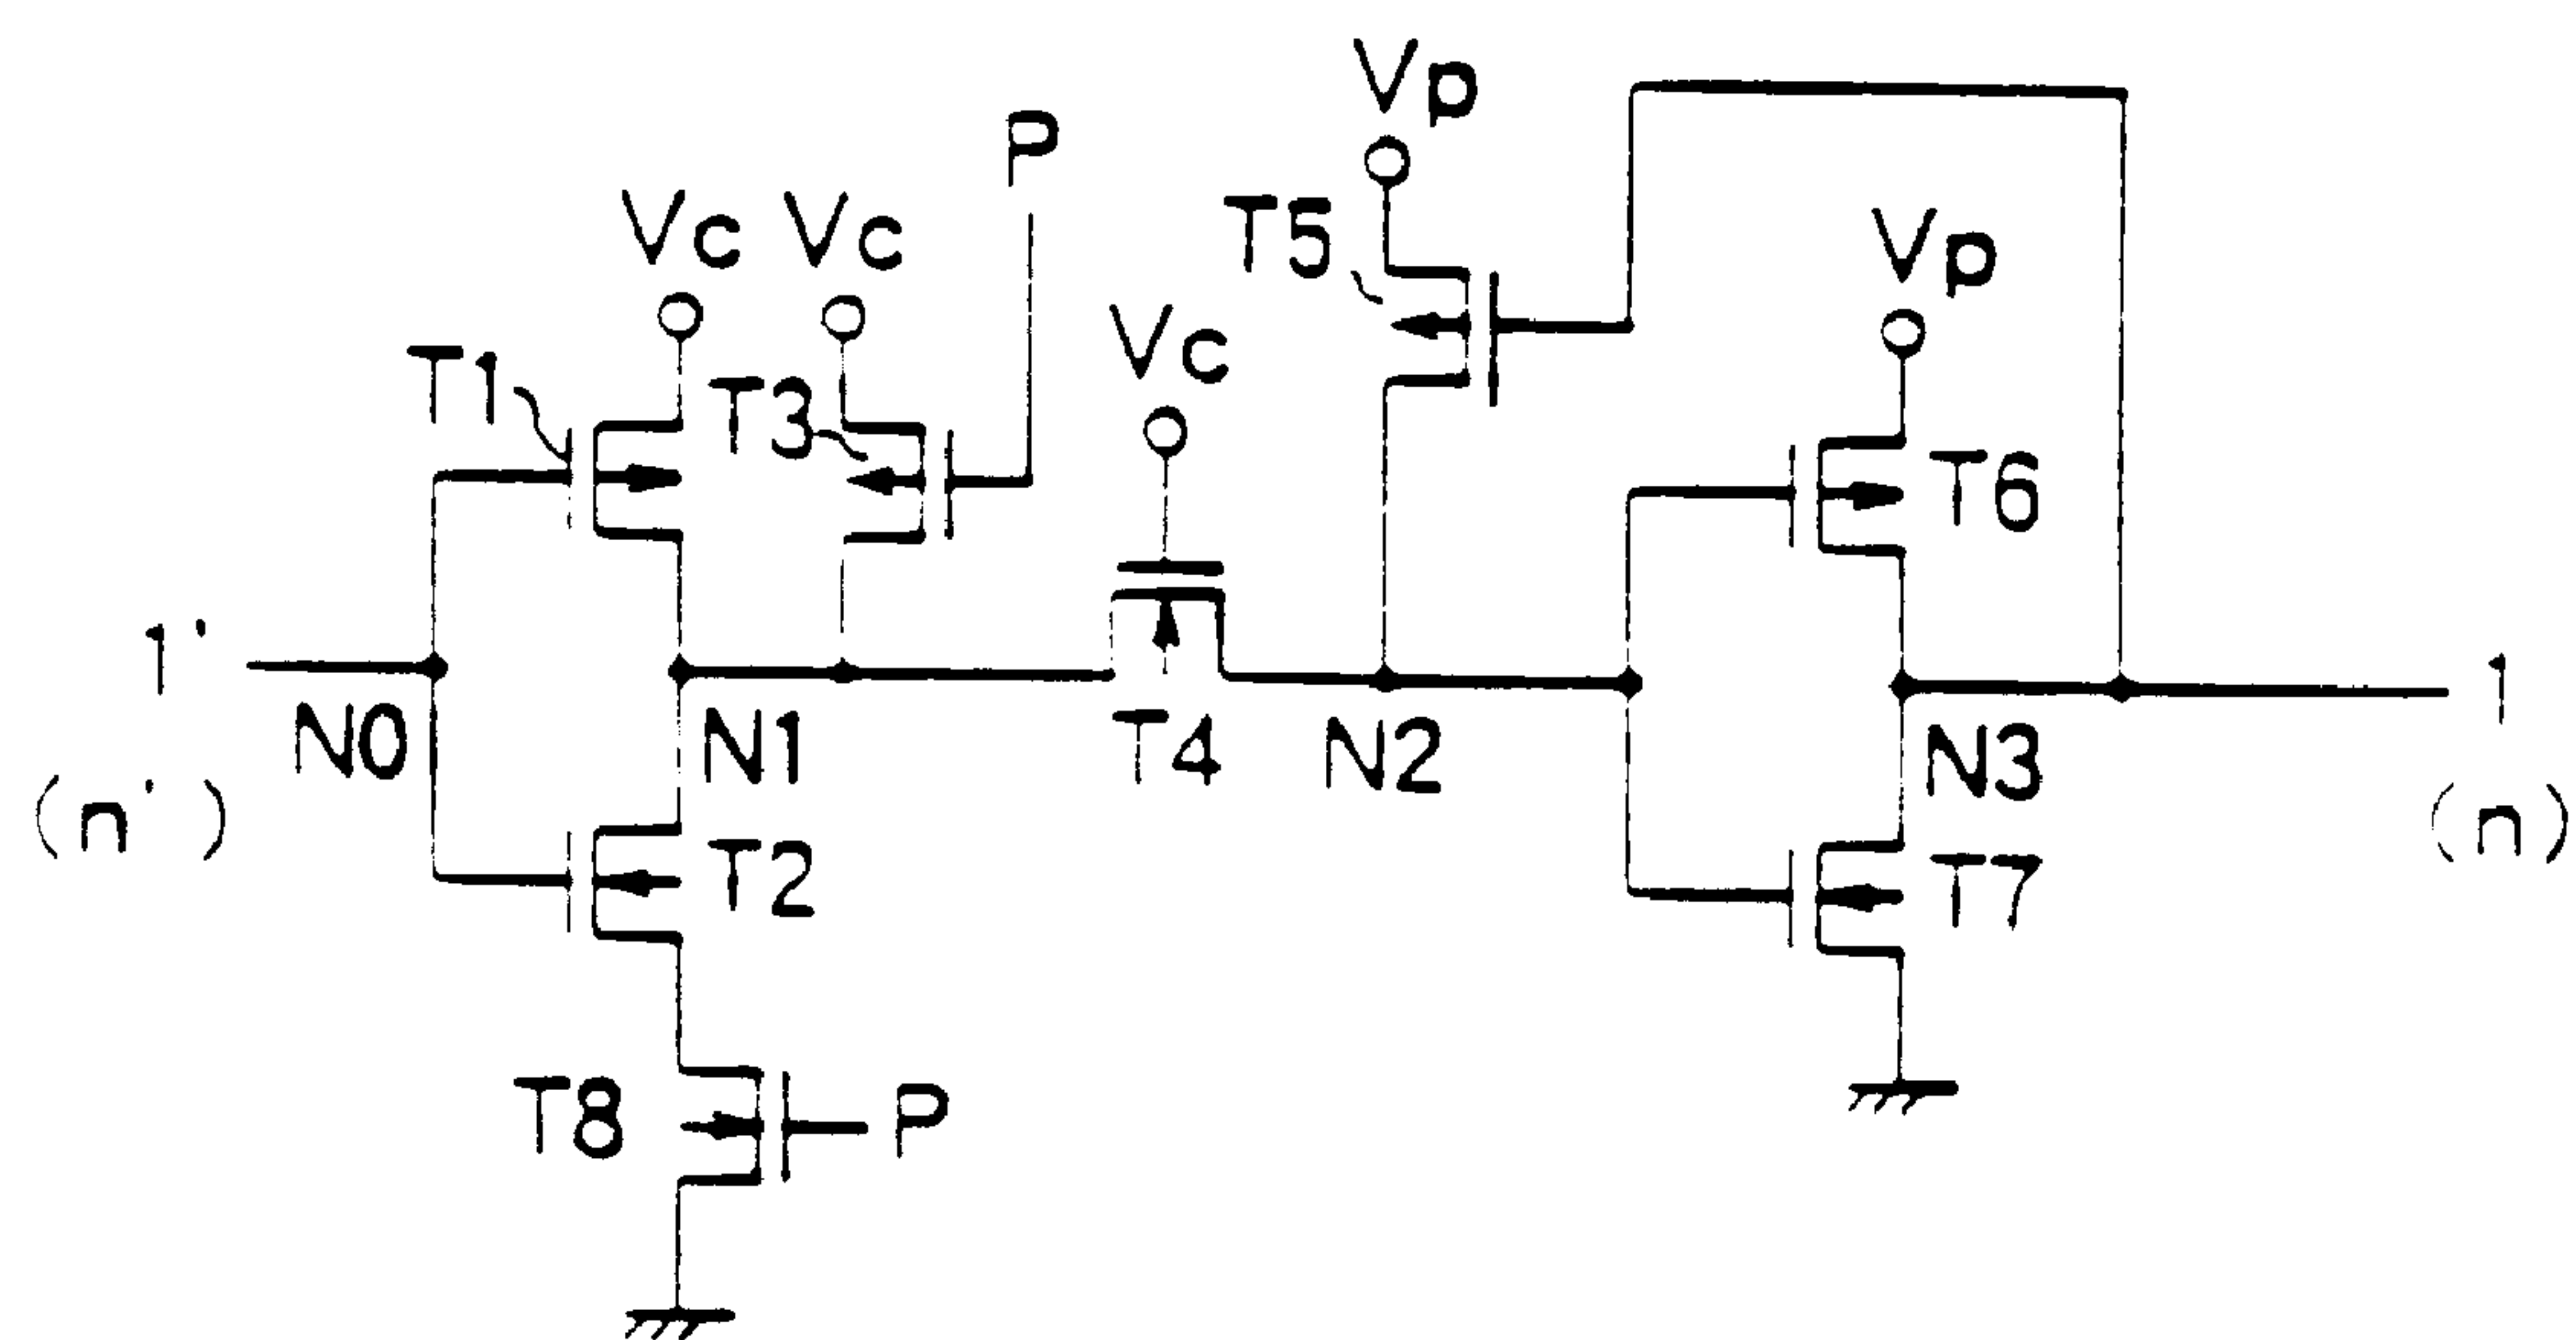 Vp
P
Vc Vc
T5
Vp
Vc
T1
T3
T6
1'
1
N0
N1
T4
N2
N3
(n')
(n)
T2
T7
T8
P